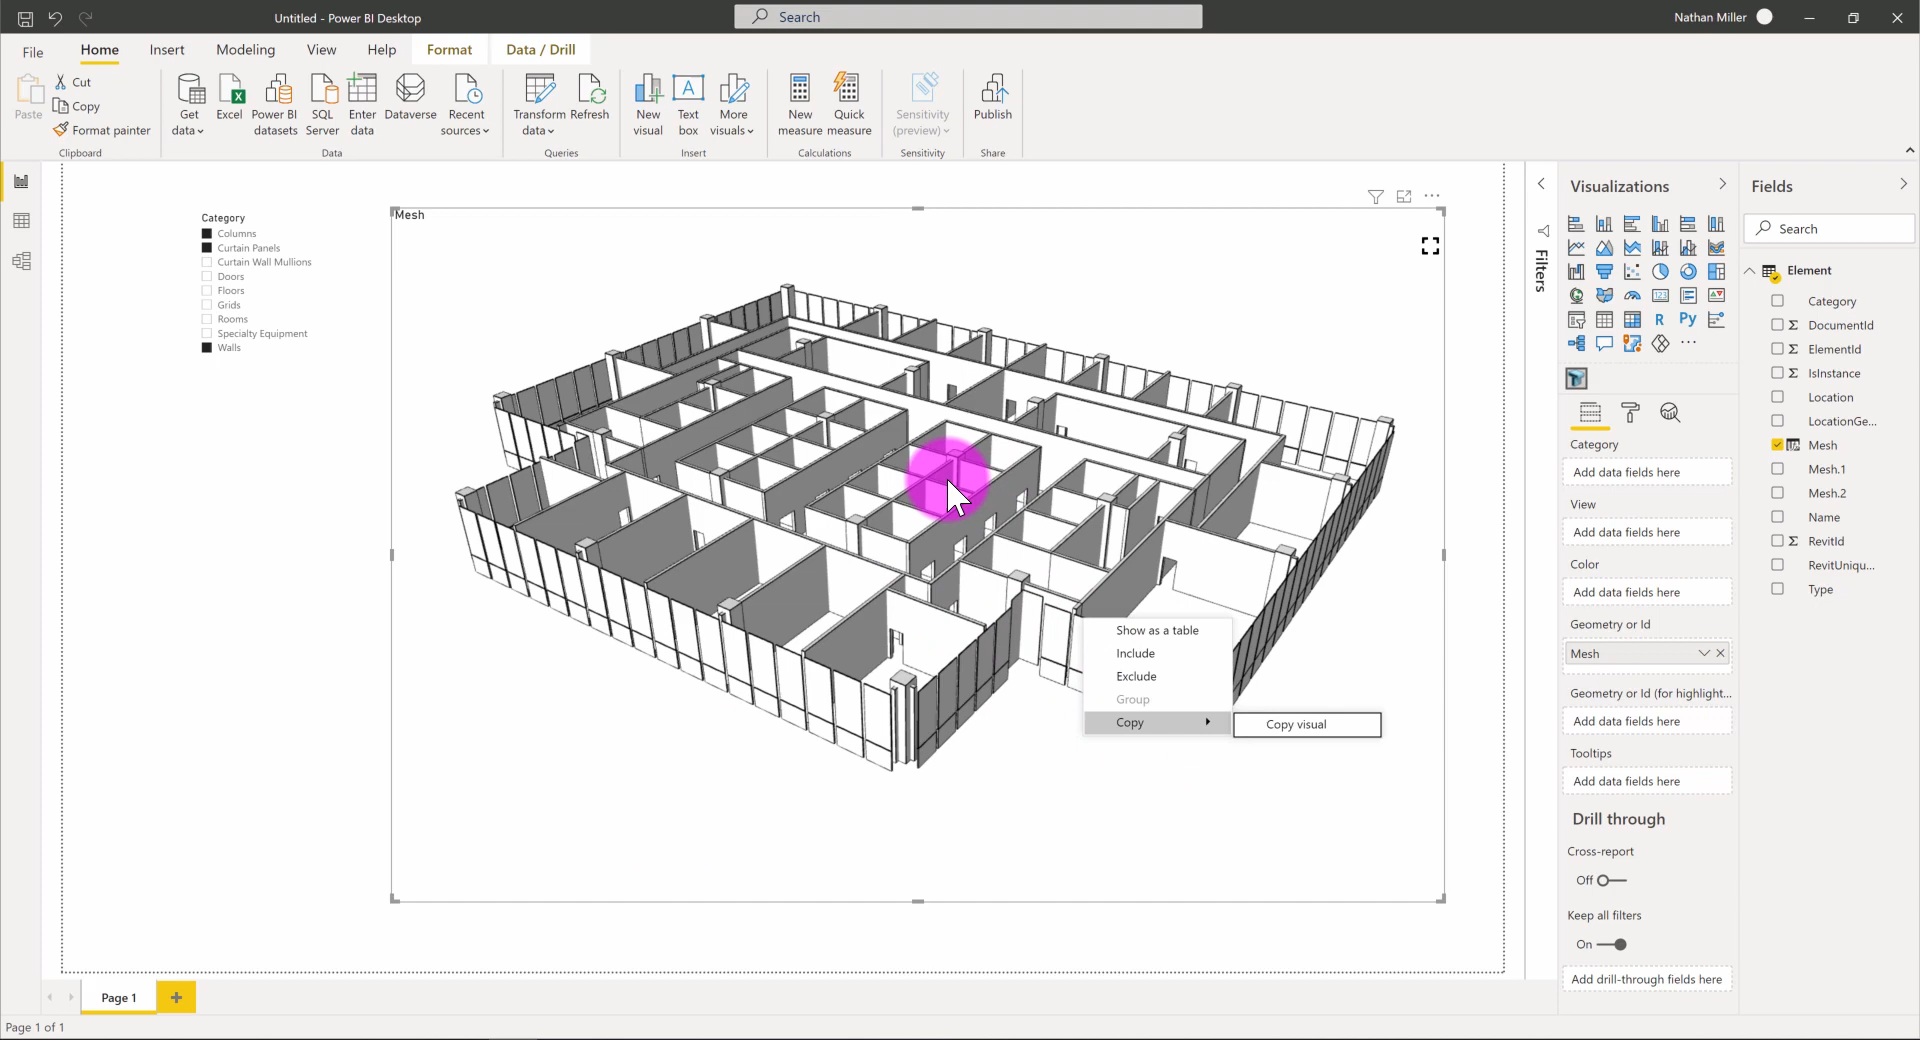 Untitled - Power BI Desktop
Search
Nathan Miller
File
Home
Insert
Modeling
View
Help
Format
Data / Drill
Paste
Cut
Copy
Format painter
Clipboard
Get data
Excel
Power BI datasets
SQL Server
Enter data
Dataverse
Recent sources
Data
Transform data
Refresh
Queries
New visual
Text box
More visuals
Insert
New measure
Quick measure
Calculations
Sensitivity (preview)
Sensitivity
Publish
Share
Category
Columns
Curtain Panels
Curtain Wall Mullions
Doors
Floors
Grids
Rooms
Specialty Equipment
Walls
Mesh
Show as a table
Include
Exclude
Group
Copy
Copy visual
Filters
Visualizations
R
Py
123
Category
Add data fields here
View
Add data fields here
Color
Add data fields here
Geometry or Id
Mesh
Geometry or Id (for highlight...
Add data fields here
Tooltips
Add data fields here
Drill through
Cross-report
Off
Keep all filters
On
Add drill-through fields here
Fields
Search
Element
Category
Σ DocumentId
Σ ElementId
Σ IsInstance
Location
LocationGe...
Mesh
Mesh.1
Mesh.2
Name
Σ RevitId
RevitUniqu...
Type
Page 1
Page 1 of 1